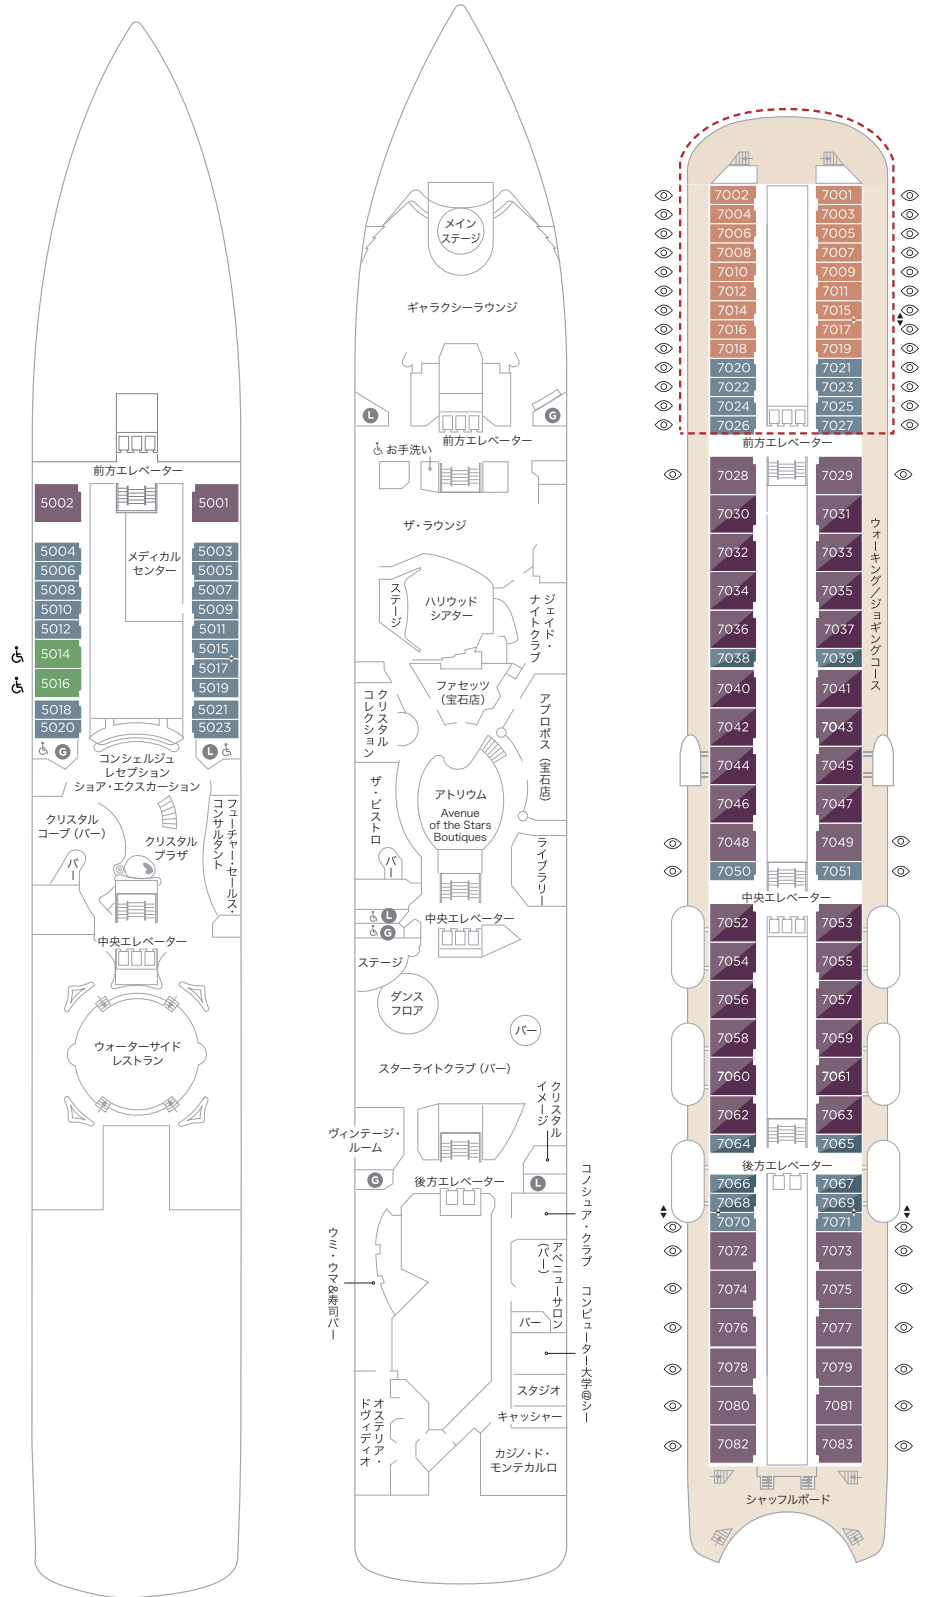 前方エレベーター
5002
5001
メディカル
センター
5004
5003
5006
5005
5008
5007
5010
5009
5012
5011
5014
5015
5017
5016
5019
5018
5021
5020
5023
G
L
コンシェルジュ
レセプション
ショア・エクスカーション
クリスタル
コーブ（バー）
クリスタル
プラザ
フューチャー・セールス・
コンサルタント
バー
中央エレベーター
ウォーターサイド
レストラン
メイン
ステージ
ギャラクシーラウンジ
L
G
前方エレベーター
お手洗い
ザ・ラウンジ
ステージ
ハリウッド
シアター
ジェイド・
ナイトクラブ
ファセッツ
（宝石店）
クリスタル
コレクション
アプロポス（宝石店）
アトリウム
Avenue
of the Stars
Boutiques
ザ・ビストロ
バー
ライブラリー
L
G
中央エレベーター
ステージ
ダンス
フロア
バー
スターライトクラブ（バー）
クリスタル
イメージ
ヴィンテージ・
ルーム
G
後方エレベーター
L
コノシュア・クラブ
ウミ・ウマ&寿司バー
アベニューサロン
（バー）
バー
コンピューター大学@シー
スタジオ
キャッシャー
オステリア・
ドヴィディオ
カジノ・ド・
モンテカルロ
7002
7001
7004
7003
7006
7005
7008
7007
7010
7009
7012
7011
7014
7015
7016
7017
7018
7019
7020
7021
7022
7023
7024
7025
7026
7027
前方エレベーター
7028
7029
7030
7031
7032
7033
7034
7035
7036
7037
7038
7039
7040
7041
7042
7043
7044
7045
7046
7047
7048
7049
7050
7051
ウォーキング／ジョギングコース
中央エレベーター
7052
7053
7054
7055
7056
7057
7058
7059
7060
7061
7062
7063
7064
7065
後方エレベーター
7066
7067
7068
7069
7070
7071
7072
7073
7074
7075
7076
7077
7078
7079
7080
7081
7082
7083
シャッフルボード